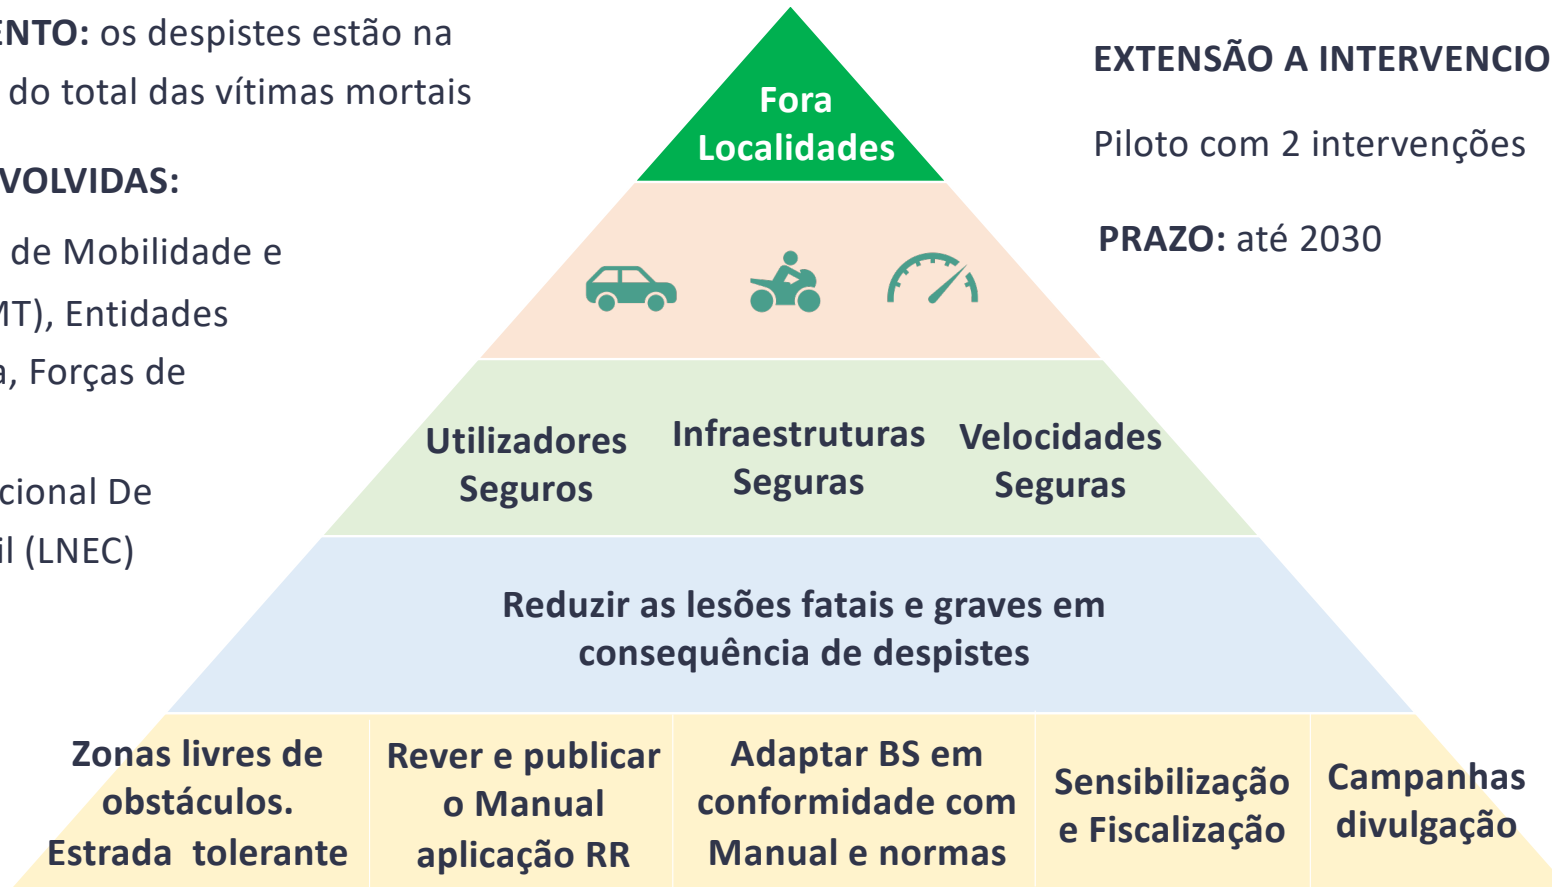 ENTO: os despistes estão na
do total das vítimas mortais
VOLVIDAS:
de Mobilidade e
MT), Entidades
a, Forças de
cional De
il (LNEC)
Fora
Localidades
EXTENSÃO A INTERVENCIO
Piloto com 2 intervenções
PRAZO: até 2030
Utilizadores
Seguros
Infraestruturas
Seguras
Velocidades
Seguras
Reduzir as lesões fatais e graves em
consequência de despistes
Zonas livres de
obstáculos.
Estrada tolerante
Rever e publicar
o Manual
aplicação RR
Adaptar BS em
conformidade com
Manual e normas
Sensibilização
e Fiscalização
Campanhas
divulgação